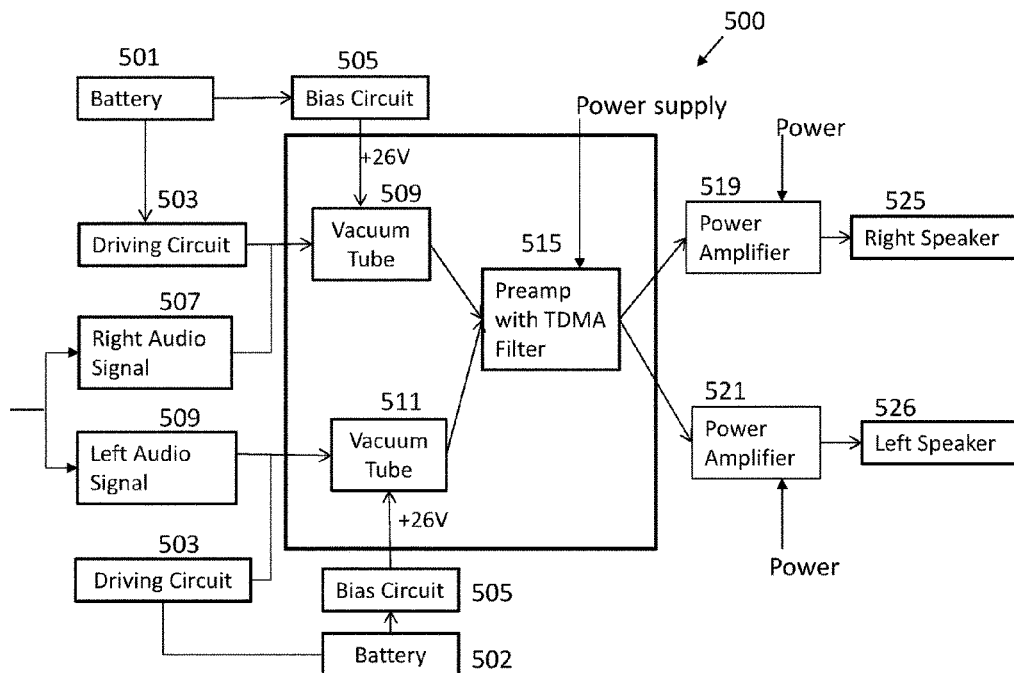 500
501
Battery
505
Bias Circuit
Power supply
Power
+26V
503
Driving Circuit
509
Vacuum
Tube
515
Preamp
with TDMA
Filter
519
Power
Amplifier
525
Right Speaker
507
Right Audio
Signal
509
Left Audio
Signal
511
Vacuum
Tube
521
Power
Amplifier
526
Left Speaker
+26V
503
Driving Circuit
Bias Circuit
505
Power
Battery
502